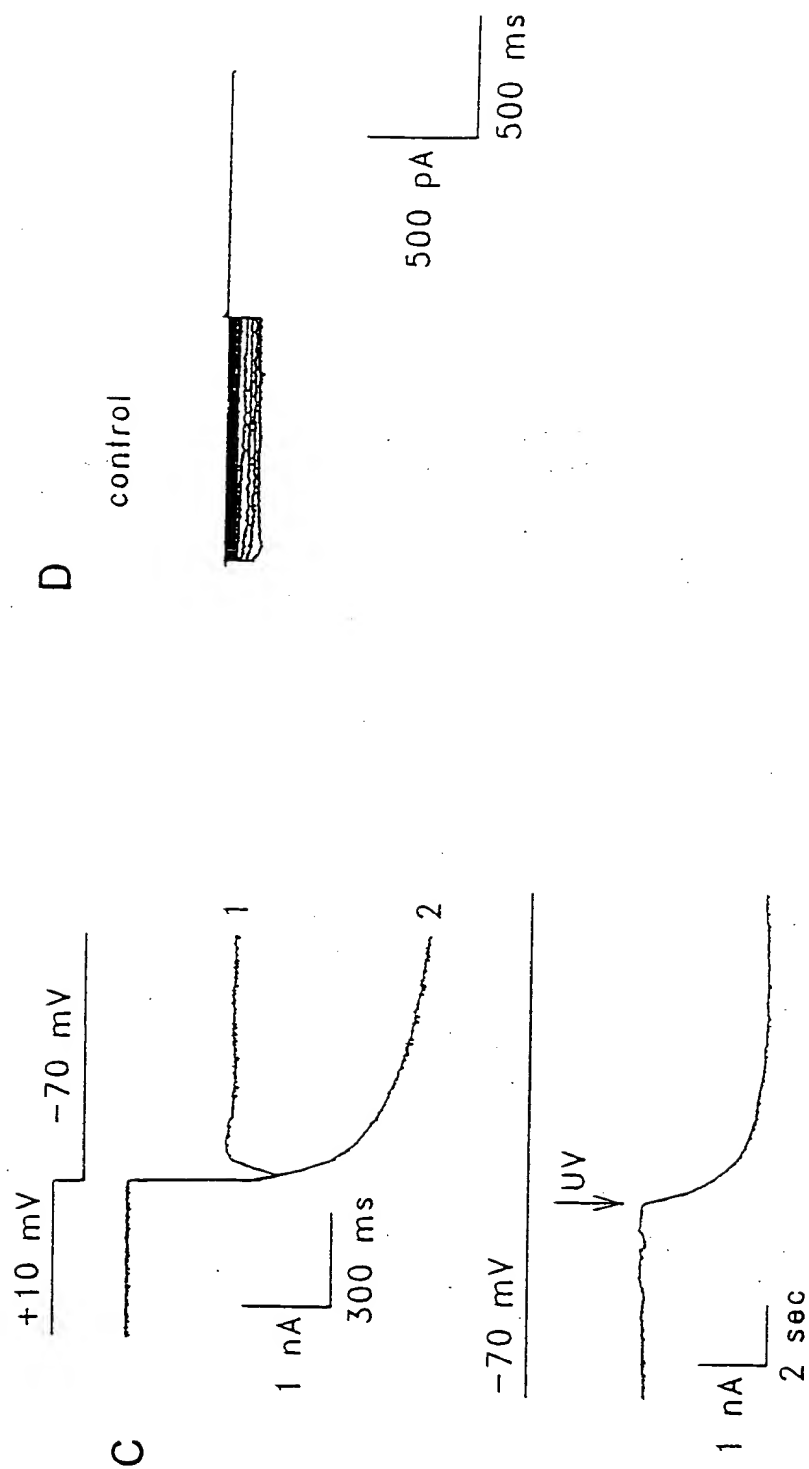 C
+10 mV
-70 mV
1
2
1 nA
300 ms
-70 mV
UV
1 nA
2 sec
D
control
500 pA
500 ms